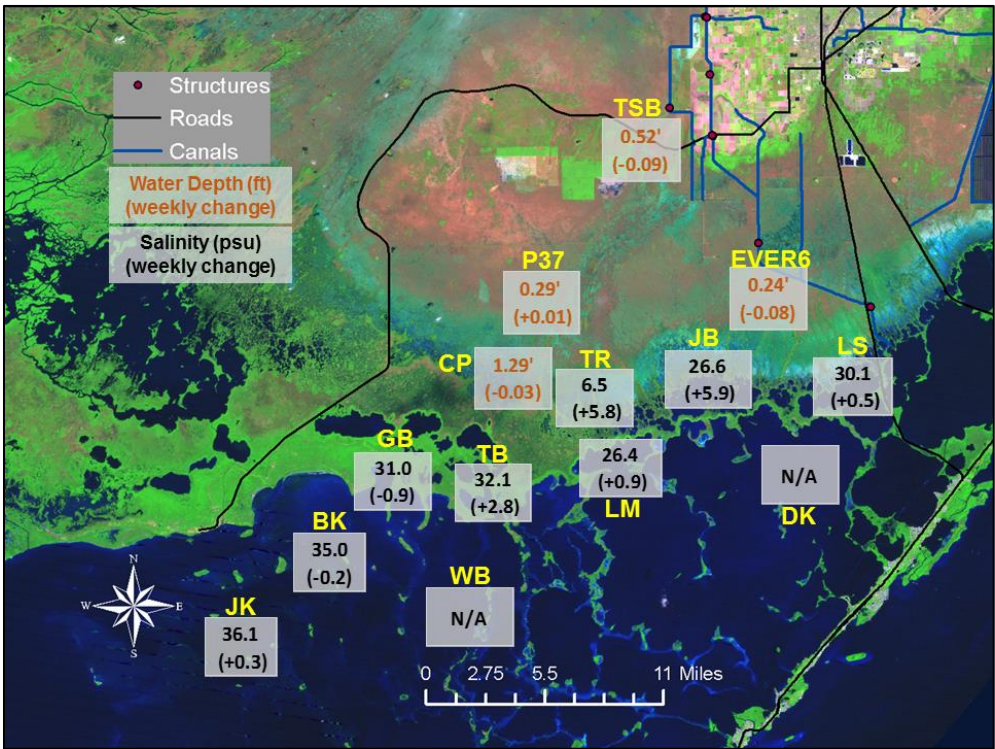 Structures
Roads
Canals
Water Depth (ft)
(weekly change)
Salinity (psu)
(weekly change)
TSB
0.52'
(-0.09)
P37
0.29'
(+0.01)
EVER6
0.24'
(-0.08)
CP
1.29'
(-0.03)
TR
6.5
(+5.8)
JB
26.6
(+5.9)
LS
30.1
(+0.5)
GB
31.0
(-0.9)
TB
32.1
(+2.8)
26.4
(+0.9)
LM
N/A
DK
BK
35.0
(-0.2)
WB
N/A
JK
36.1
(+0.3)
N
W E
S
0 2.75 5.5 11 Miles